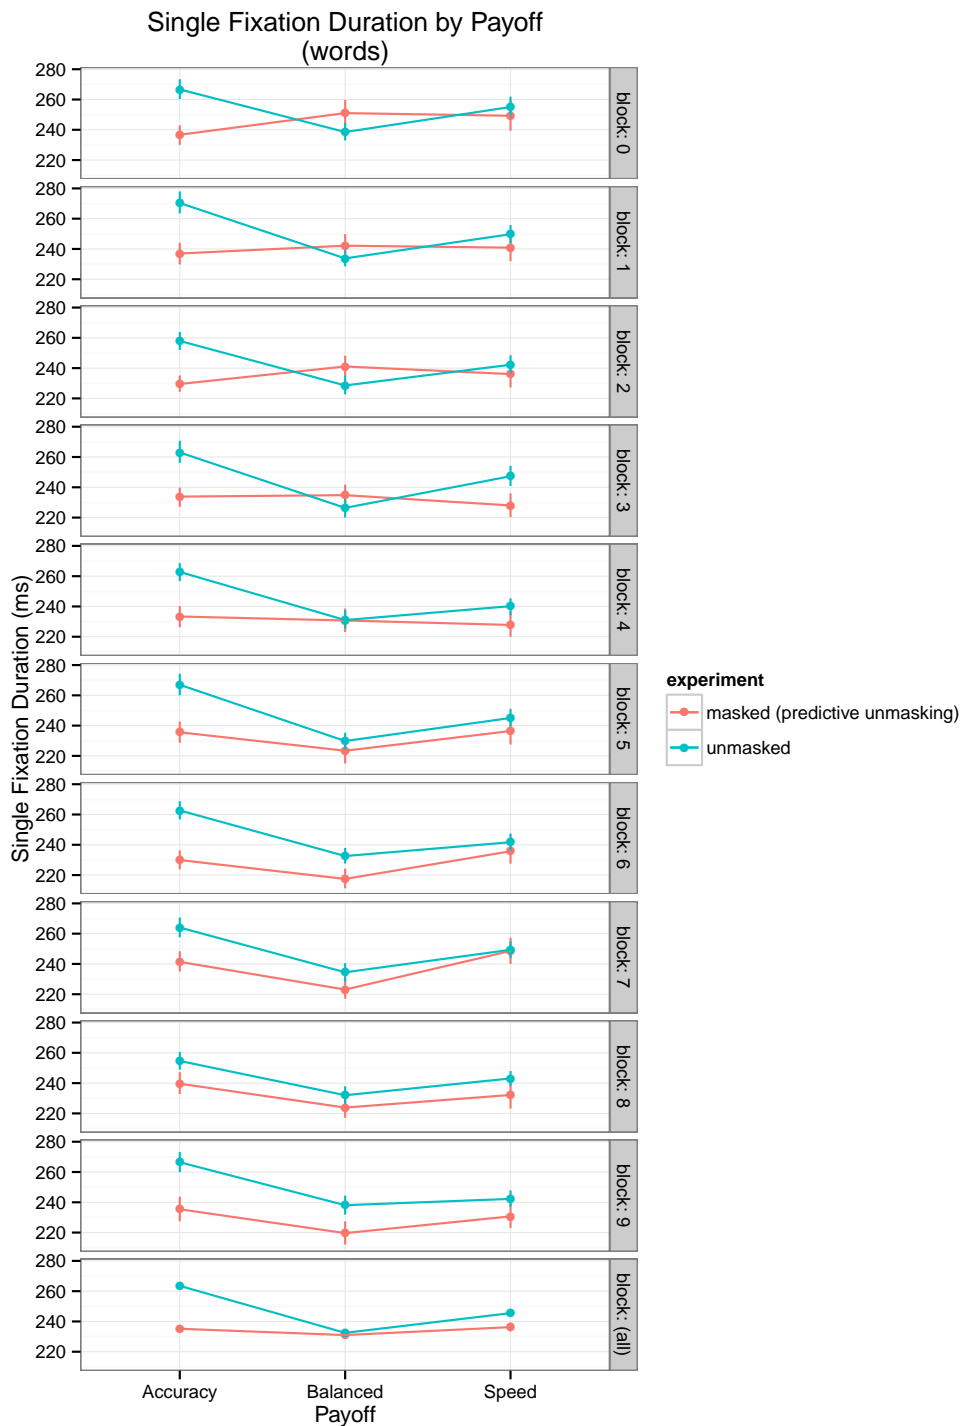 Single Fixation Duration by Payoff
(words)
Single Fixation Duration (ms)
280
260
240
220
block: 0
280
260
240
220
block: 1
280
260
240
220
block: 2
280
260
240
220
block: 3
280
260
240
220
block: 4
280
260
240
220
block: 5
280
260
240
220
block: 6
280
260
240
220
block: 7
280
260
240
220
block: 8
280
260
240
220
block: 9
280
260
240
220
block: (all)
Accuracy Balanced Speed
Payoff
experiment
masked (predictive unmasking)
unmasked